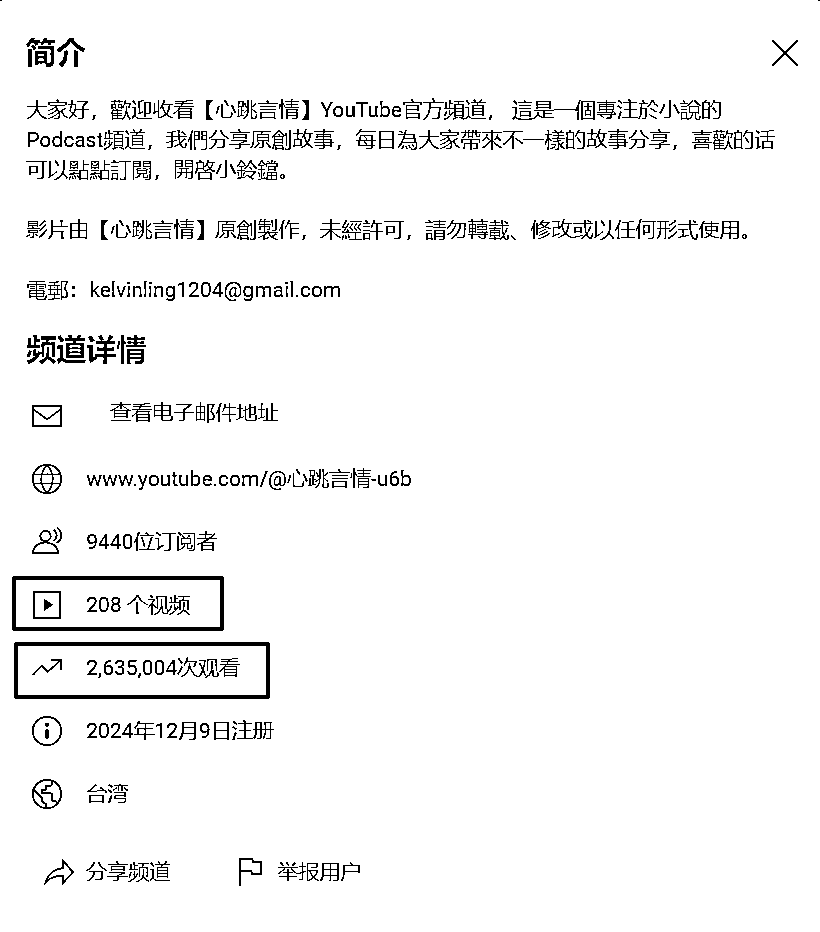 简介
大家好，歡迎收看【心跳言情】YouTube官方頻道， 這是一個專注於小說的
Podcast頻道，我們分享原創故事，每日為大家帶來不一樣的故事分享，喜歡的话
可以點點訂閱，開啓小鈴鐺。
影片由【心跳言情】原創製作，未經許可，請勿轉載、修改或以任何形式使用。
電郵：kelvinling1204@gmail.com
频道详情
查看电子邮件地址
www.youtube.com/@心跳言情-u6b
9440位订阅者
208 个视频
2,635,004次观看
2024年12月9日注册
台湾
分享频道 举报用户